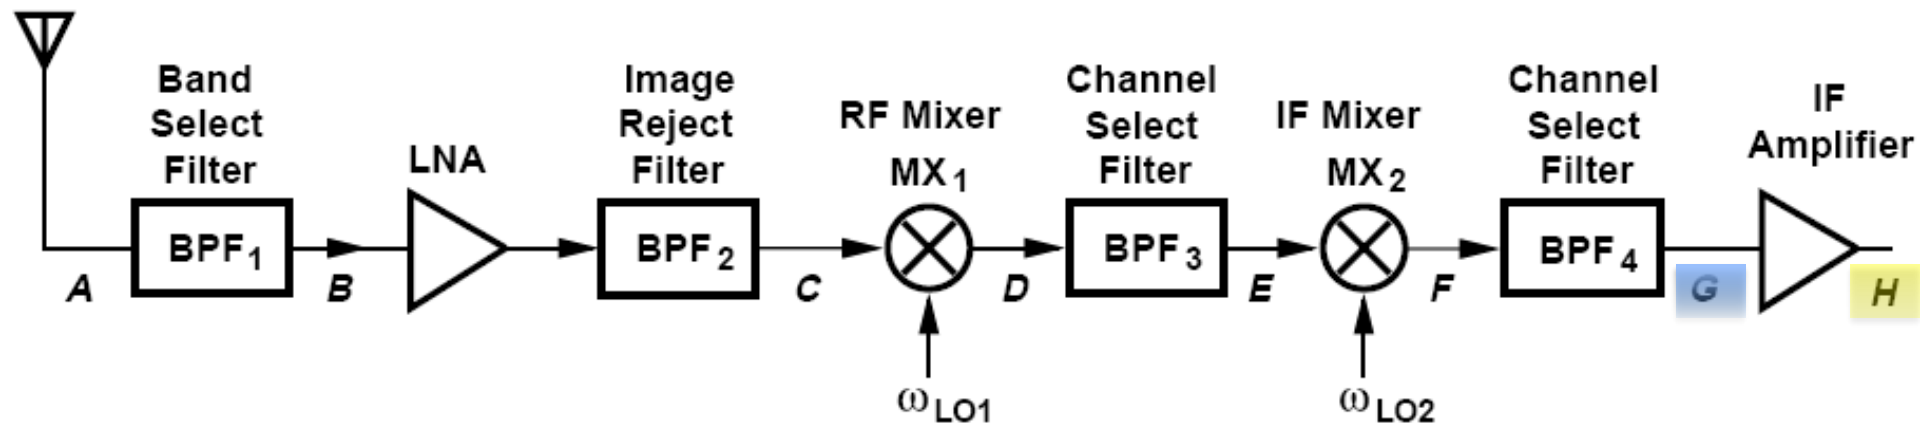 Band
Select
Filter
BPF1
LNA
Image
Reject
Filter
BPF2
RF Mixer
MX1
ωLO1
Channel
Select
Filter
BPF3
IF Mixer
MX2
ωLO2
Channel
Select
Filter
BPF4
IF
Amplifier
A
B
C
D
E
F
G
H